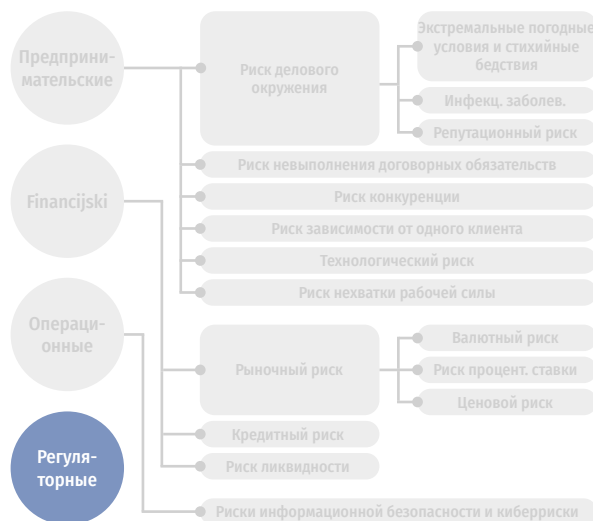 Предприни-
мательские
Риск делового
окружения
Экстремальные погодные
условия и стихийные
бедствия
Инфекц. заболев.
Репутационный риск
Риск невыполнения договорных обязательств
Риск конкуренции
Риск зависимости от одного клиента
Технологический риск
Риск нехватки рабочей силы
Financijski
Рыночный риск
Валютный риск
Риск процент. ставки
Ценовой риск
Кредитный риск
Риск ликвидности
Операци-
онные
Риски информационной безопасности и киберриски
Регуля-
торные